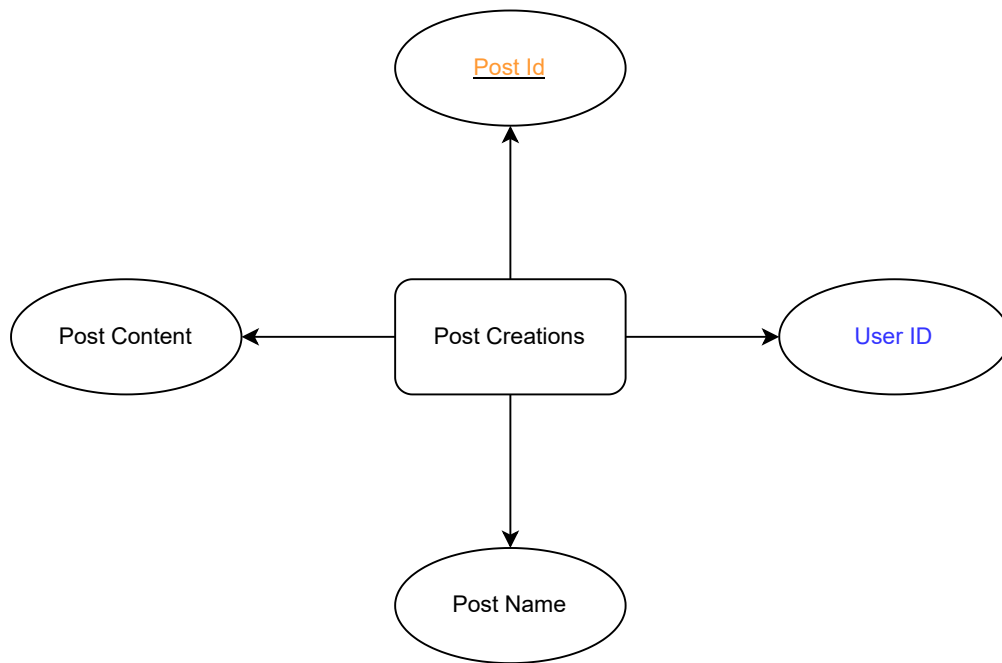 Post Id
Post Content
Post Creations
User ID
Post Name